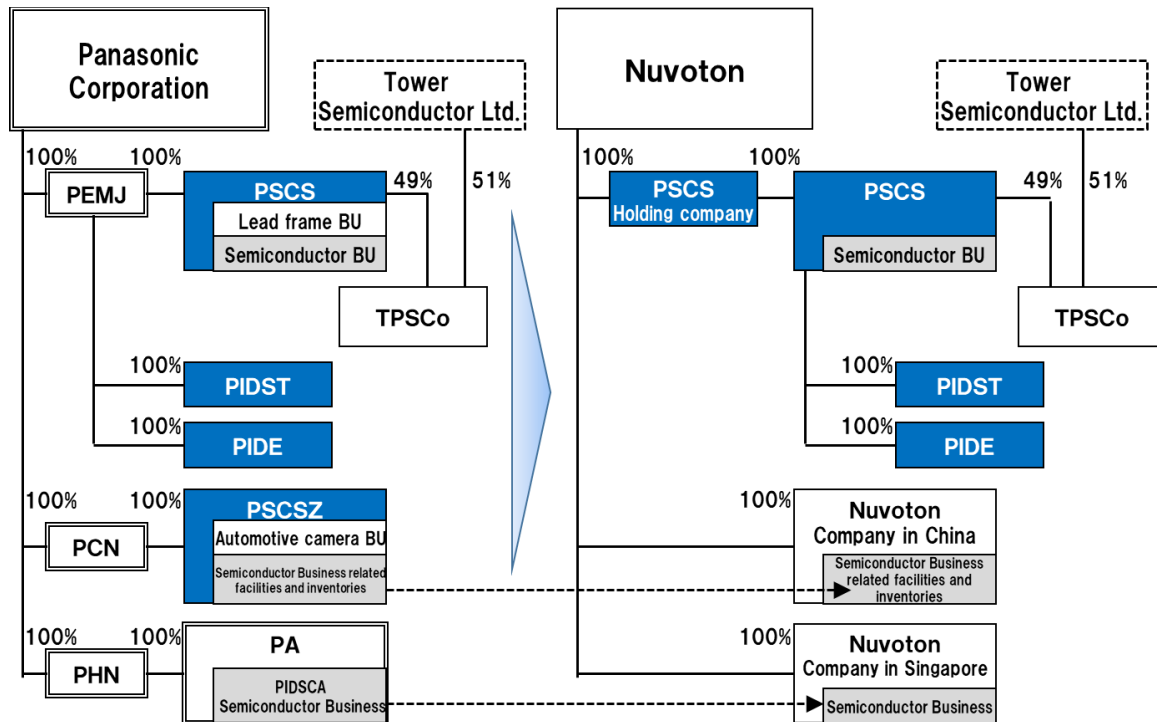 Panasonic
Corporation
Tower
Semiconductor Ltd.
100%
100%
PEMJ
PSCS
Lead frame BU
Semiconductor BU
49%
51%
TPSCo
100%
PIDST
100%
PIDE
100%
100%
PCN
PSCSZ
Automotive camera BU
Semiconductor Business related
facilities and inventories
100%
100%
PHN
PA
PIDSCA
Semiconductor Business
Nuvoton
Tower
Semiconductor Ltd.
100%
100%
PSCS
Holding company
PSCS
Semiconductor BU
49%
51%
TPSCo
100%
PIDST
100%
PIDE
100%
Nuvoton
Company in China
Semiconductor Business
related facilities and
inventories
100%
Nuvoton
Company in Singapore
Semiconductor Business